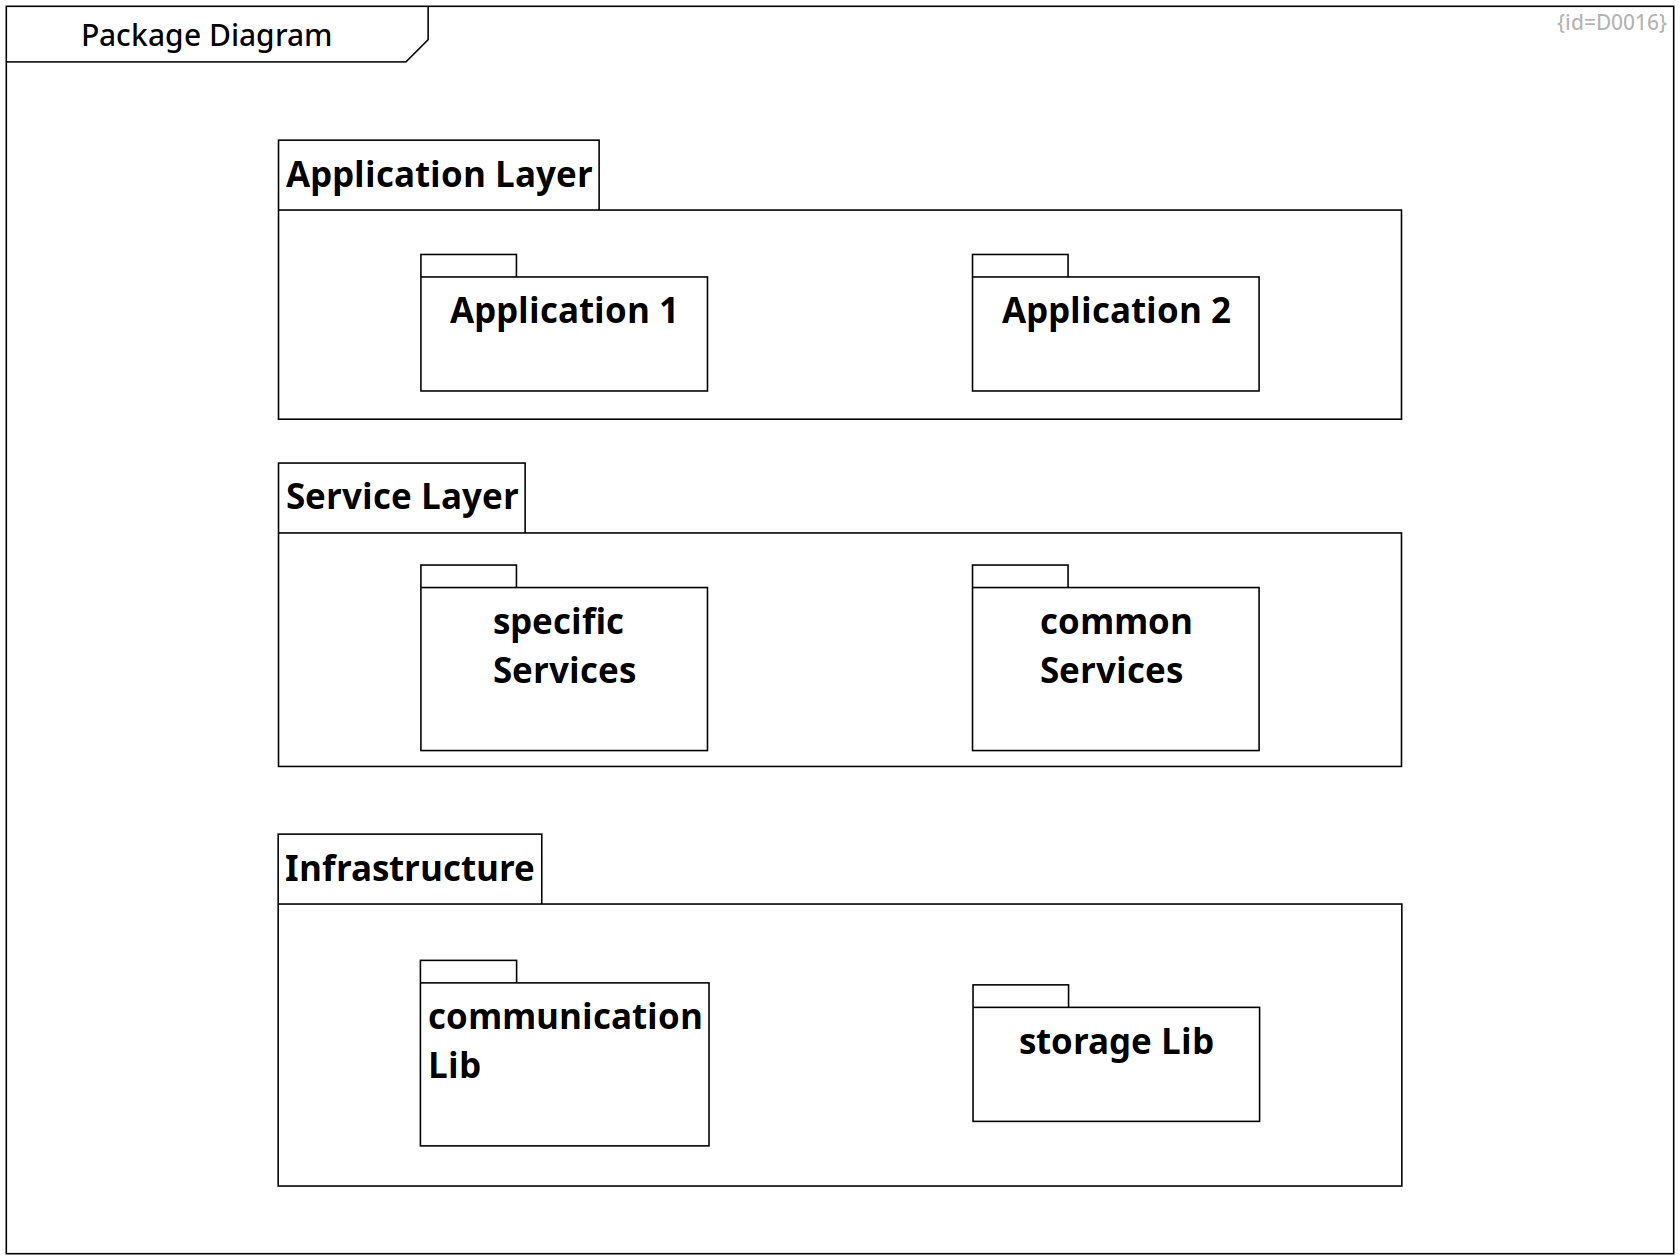 Package Diagram
{id=D0016}
Application Layer
Application 1
Application 2
Service Layer
specific
Services
common
Services
Infrastructure
communication
Lib
storage Lib